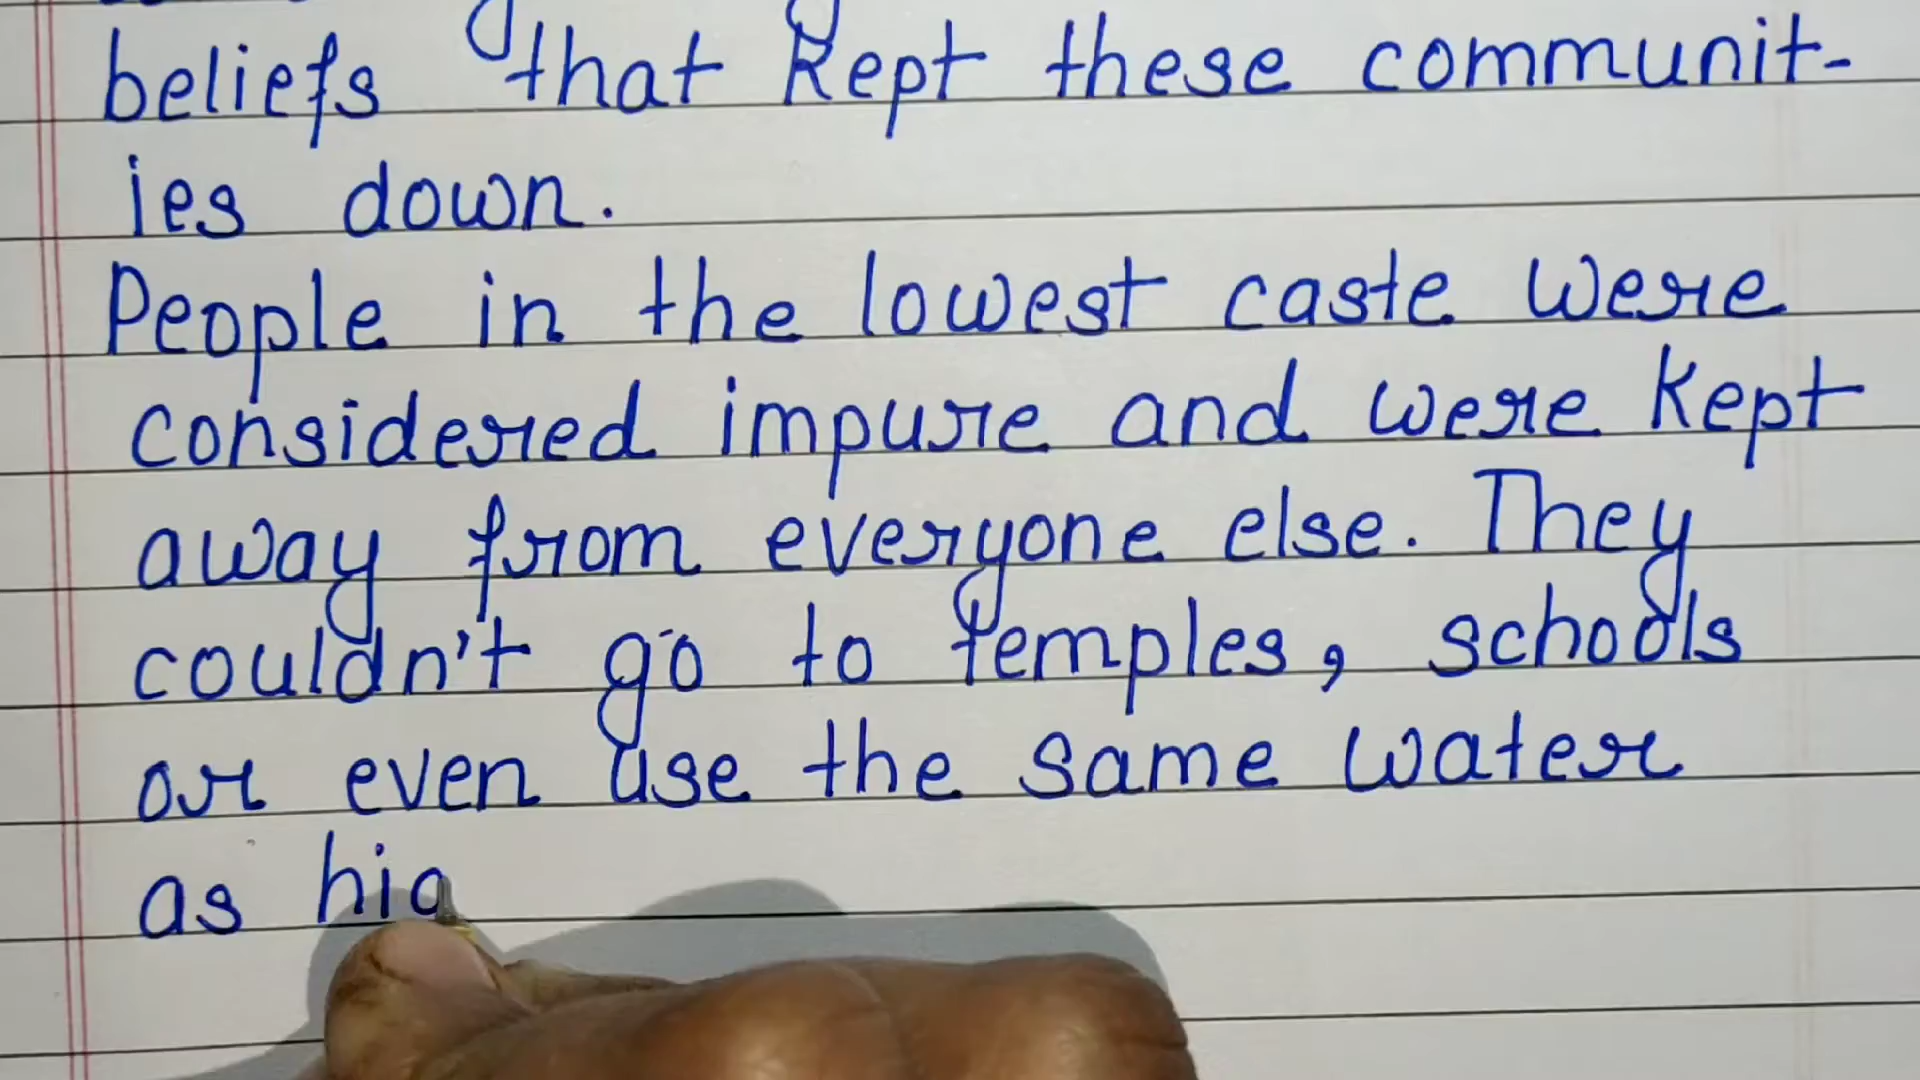 beliefs that kept these communit-
ies down.
People in the lowest caste were
considered impure and were kept
away from everyone else. They
couldn't go to temples, schools
or even use the same water
as